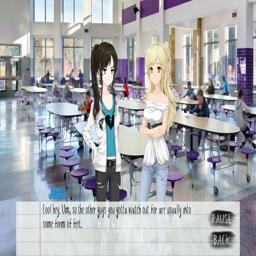 Cool hey. Um, so the other guys you gotta watch out for are usually into
some form of feet.
PAUSE
BACK